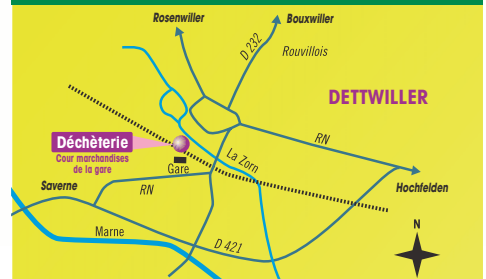 Rosenwiller
Bouxwiller
D 232
Rouvillois
DETTWILLER
Déchèterie
Cour marchandises
de la gare
Gare
La Zorn
RN
Saverne
RN
Hochfelden
Marne
D 421
N